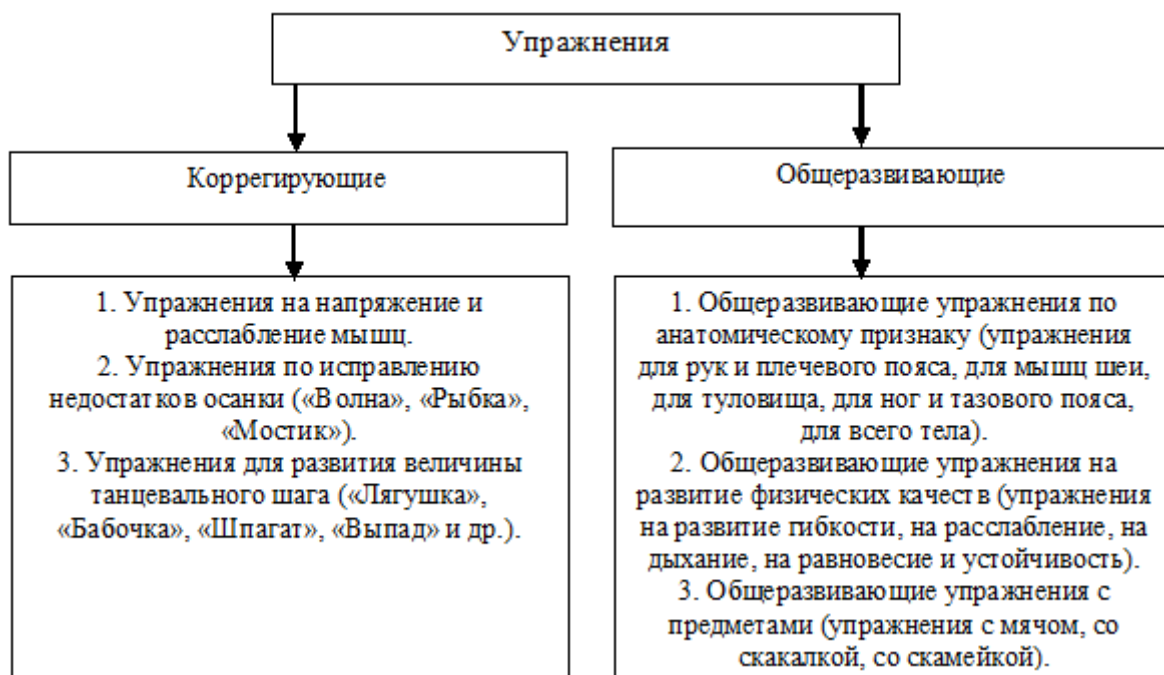 Упражнения
Коррегирующие
Общеразвивающие
1. Упражнения на напряжение и
расслабление мышц.
2. Упражнения по исправлению
недостатков осанки («Волна», «Рыбка»,
«Мостик»).
3. Упражнения для развития величины
танцевального шага («Лягушка»,
«Бабочка», «Шпагат», «Выпад» и др.).
1. Общеразвивающие упражнения по
анатомическому признаку (упражнения
для рук и плечевого пояса, для мышц шеи,
для туловища, для ног и тазового пояса,
для всего тела).
2. Общеразвивающие упражнения на
развитие физических качеств (упражнения
на развитие гибкости, на расслабление, на
дыхание, на равновесие и устойчивость).
3. Общеразвивающие упражнения с
предметами (упражнения с мячом, со
скакалкой, со скамейкой).